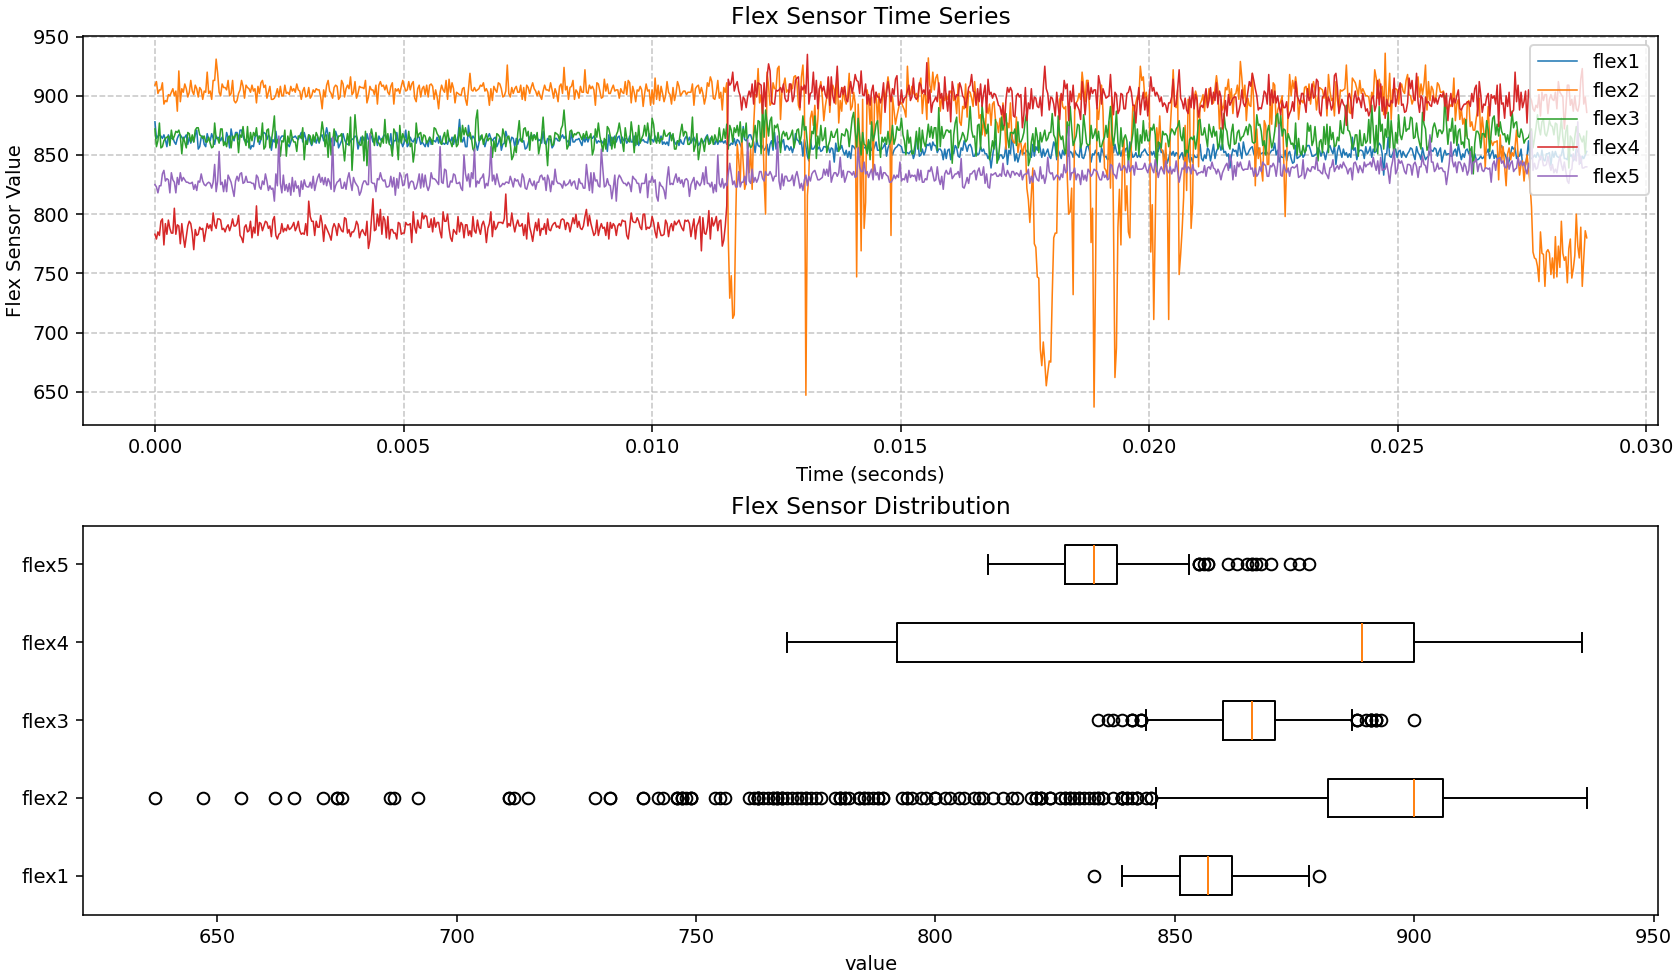 Flex Sensor Time Series
Flex Sensor Value
950
900
850
800
750
700
650
flex1
flex2
flex3
flex4
flex5
0.000 0.005 0.010 0.015 0.020 0.025 0.030
Time (seconds)
Flex Sensor Distribution
flex5
flex4
flex3
flex2
flex1
650 700 750 800 850 900 950
value